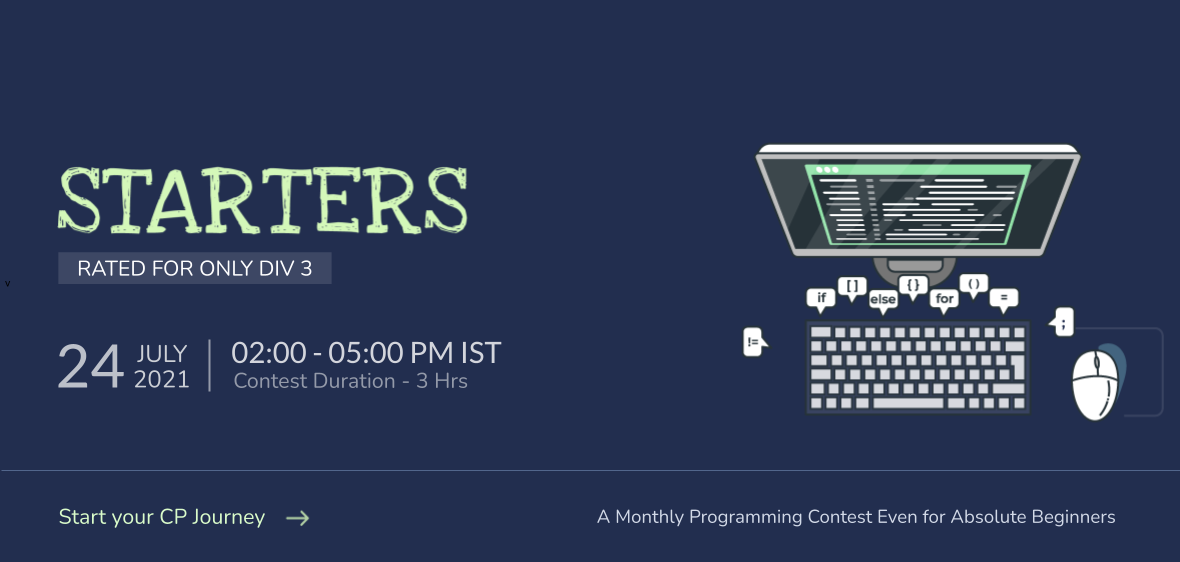 STARTERS
RATED FOR ONLY DIV 3
v
24 JULY 2021
02:00 - 05:00 PM IST
Contest Duration - 3 Hrs
if [ ] else { } for ( ) =
!=
;
Start your CP Journey →
A Monthly Programming Contest Even for Absolute Beginners